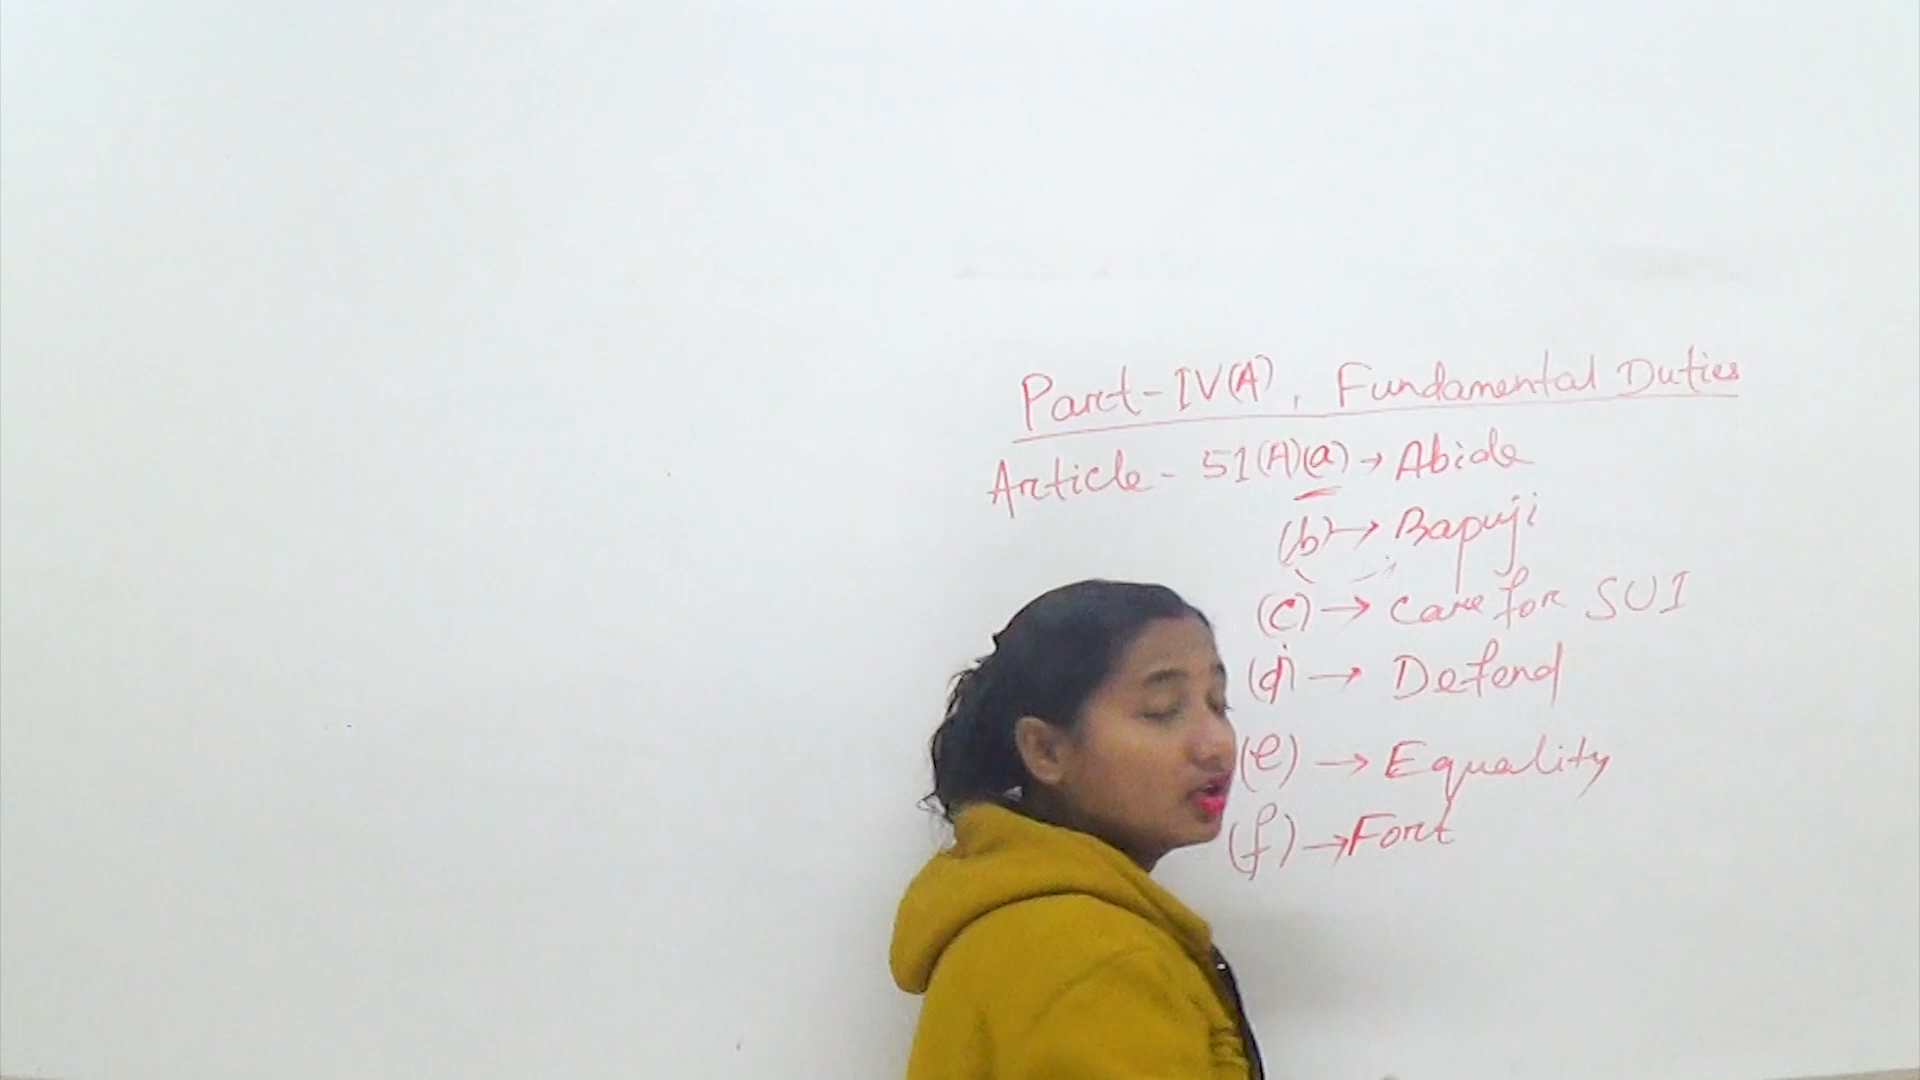 Part-IV(A), Fundamental Duties
Article - 51(A)(a) → Abide
(b) → Bapuji
(c) → Care for SUI
(d) → Defend
(e) → Equality
(f) → Fort